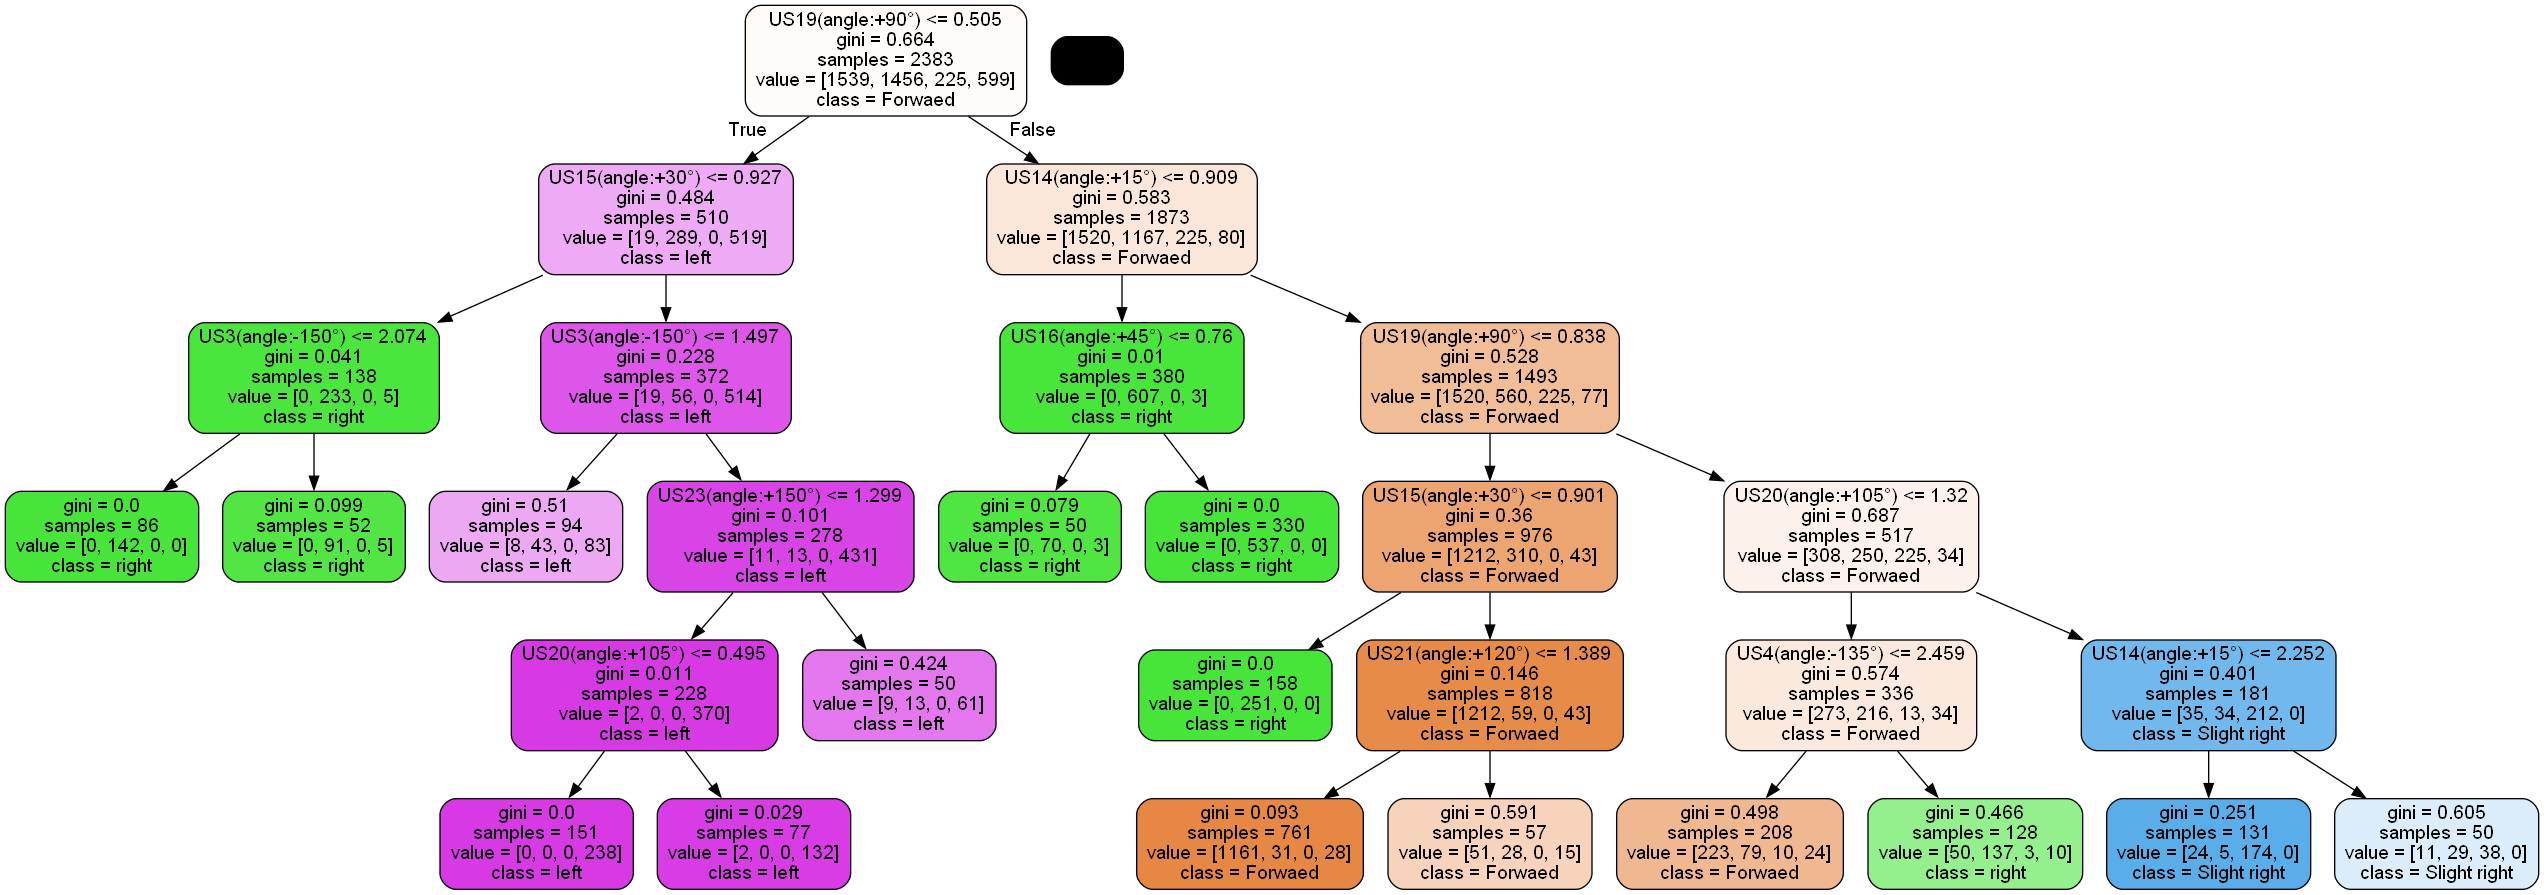 US19(angle:+90°) <= 0.505
gini = 0.664
samples = 2383
value = [1539, 1456, 225, 599]
class = Forwaed
True
False
US15(angle:+30°) <= 0.927
gini = 0.484
samples = 510
value = [19, 289, 0, 519]
class = left
US14(angle:+15°) <= 0.909
gini = 0.583
samples = 1873
value = [1520, 1167, 225, 80]
class = Forwaed
US3(angle:-150°) <= 2.074
gini = 0.041
samples = 138
value = [0, 233, 0, 5]
class = right
US3(angle:-150°) <= 1.497
gini = 0.228
samples = 372
value = [19, 56, 0, 514]
class = left
US16(angle:+45°) <= 0.76
gini = 0.01
samples = 380
value = [0, 607, 0, 3]
class = right
US19(angle:+90°) <= 0.838
gini = 0.528
samples = 1493
value = [1520, 560, 225, 77]
class = Forwaed
gini = 0.0
samples = 86
value = [0, 142, 0, 0]
class = right
gini = 0.099
samples = 52
value = [0, 91, 0, 5]
class = right
gini = 0.51
samples = 94
value = [8, 43, 0, 83]
class = left
US23(angle:+150°) <= 1.299
gini = 0.101
samples = 278
value = [11, 13, 0, 431]
class = left
gini = 0.079
samples = 50
value = [0, 70, 0, 3]
class = right
gini = 0.0
samples = 330
value = [0, 537, 0, 0]
class = right
US15(angle:+30°) <= 0.901
gini = 0.36
samples = 976
value = [1212, 310, 0, 43]
class = Forwaed
US20(angle:+105°) <= 1.32
gini = 0.687
samples = 517
value = [308, 250, 225, 34]
class = Forwaed
US20(angle:+105°) <= 0.495
gini = 0.011
samples = 228
value = [2, 0, 0, 370]
class = left
gini = 0.424
samples = 50
value = [9, 13, 0, 61]
class = left
gini = 0.0
samples = 158
value = [0, 251, 0, 0]
class = right
US21(angle:+120°) <= 1.389
gini = 0.146
samples = 818
value = [1212, 59, 0, 43]
class = Forwaed
US4(angle:-135°) <= 2.459
gini = 0.574
samples = 336
value = [273, 216, 13, 34]
class = Forwaed
US14(angle:+15°) <= 2.252
gini = 0.401
samples = 181
value = [35, 34, 212, 0]
class = Slight right
gini = 0.0
samples = 151
value = [0, 0, 0, 238]
class = left
gini = 0.029
samples = 77
value = [2, 0, 0, 132]
class = left
gini = 0.093
samples = 761
value = [1161, 31, 0, 28]
class = Forwaed
gini = 0.591
samples = 57
value = [51, 28, 0, 15]
class = Forwaed
gini = 0.498
samples = 208
value = [223, 79, 10, 24]
class = Forwaed
gini = 0.466
samples = 128
value = [50, 137, 3, 10]
class = right
gini = 0.251
samples = 131
value = [24, 5, 174, 0]
class = Slight right
gini = 0.605
samples = 50
value = [11, 29, 38, 0]
class = Slight right